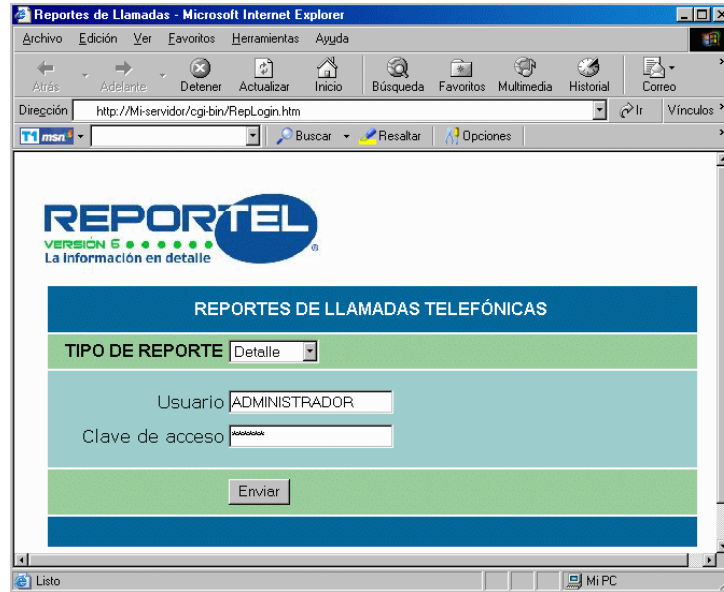 Reportes de Llamadas - Microsoft Internet Explorer
Archivo Edición Ver Favoritos Herramientas Ayuda
Atrás Adelante Detener Actualizar Inicio Búsqueda Favoritos Multimedia Historial Correo
Dirección http://Mi-servidor/cgi-bin/RepLogin.htm Ir Vínculos
msn Buscar Resaltar Opciones
REPORTEL
VERSIÓN 6
La información en detalle
REPORTES DE LLAMADAS TELEFÓNICAS
TIPO DE REPORTE Detalle
Usuario ADMINISTRADOR
Clave de acceso ******
Enviar
Listo Mi PC